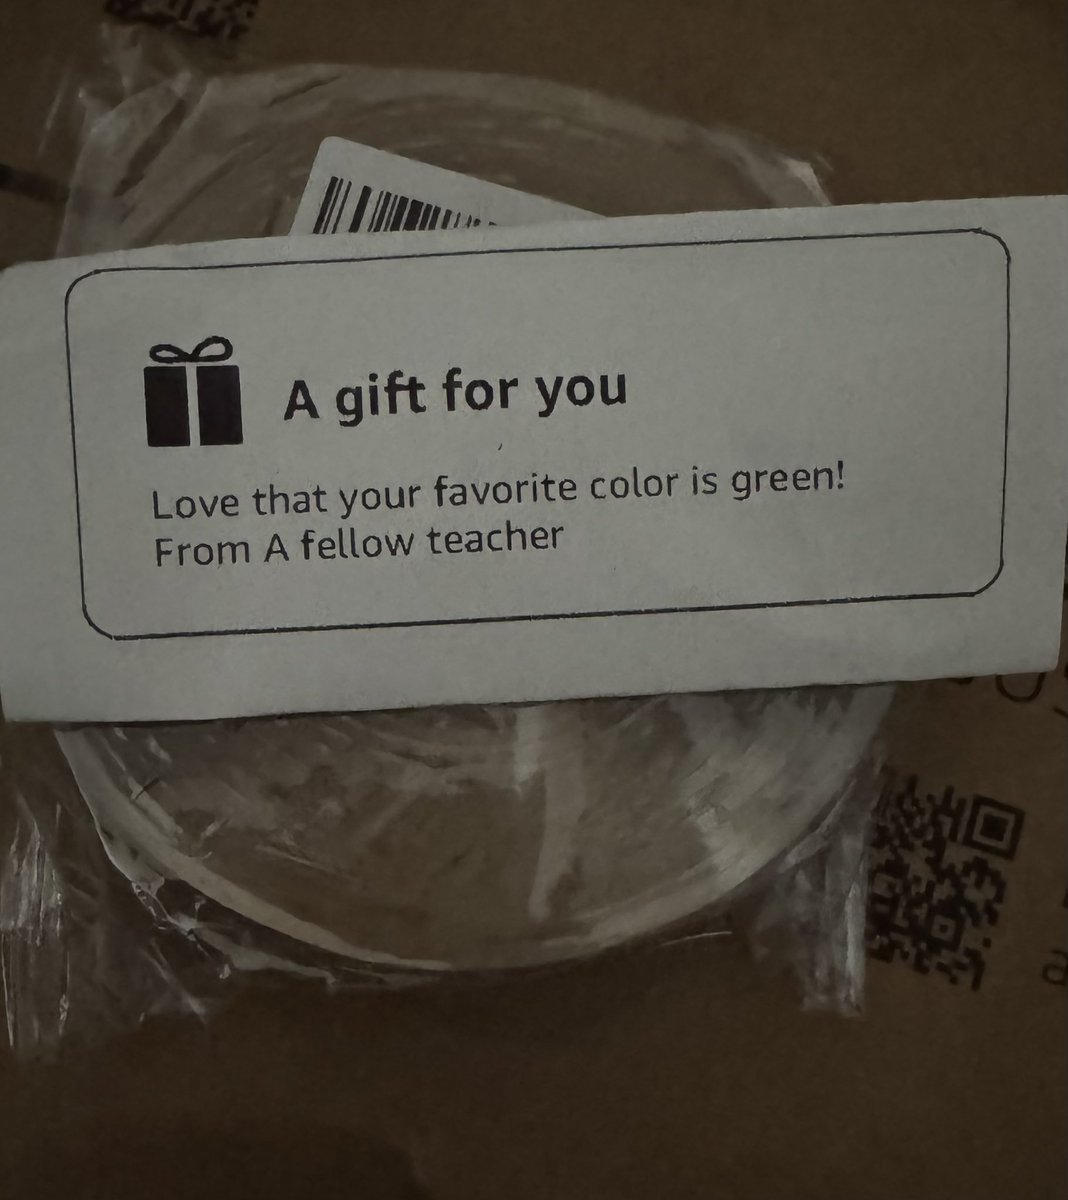 A gift for you
Love that your favorite color is green!
From A fellow teacher